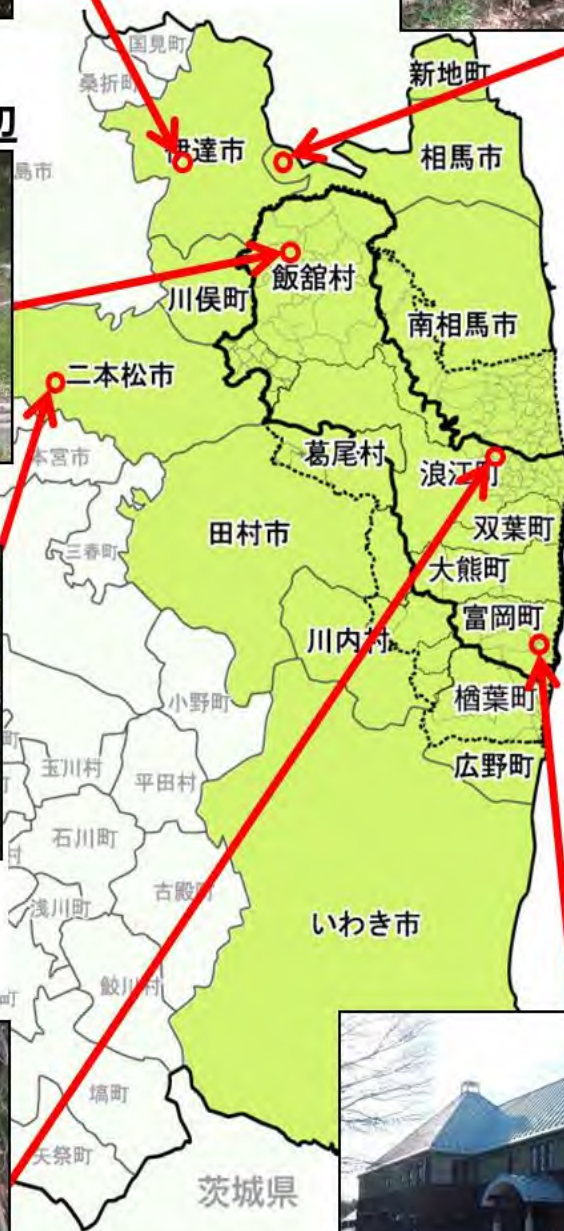 国見町
桑折町
新地町
辺
伊達市
相馬市
島市
飯舘村
川俣町
南相馬市
二本松市
本宮市
葛尾村
浪江町
双葉町
田村市
三春町
大熊町
富岡町
川内村
楢葉町
小野町
広野町
玉川村
平田村
石川町
村
古殿町
浅川町
いわき市
鮫川村
町
塙町
矢祭町
茨城県